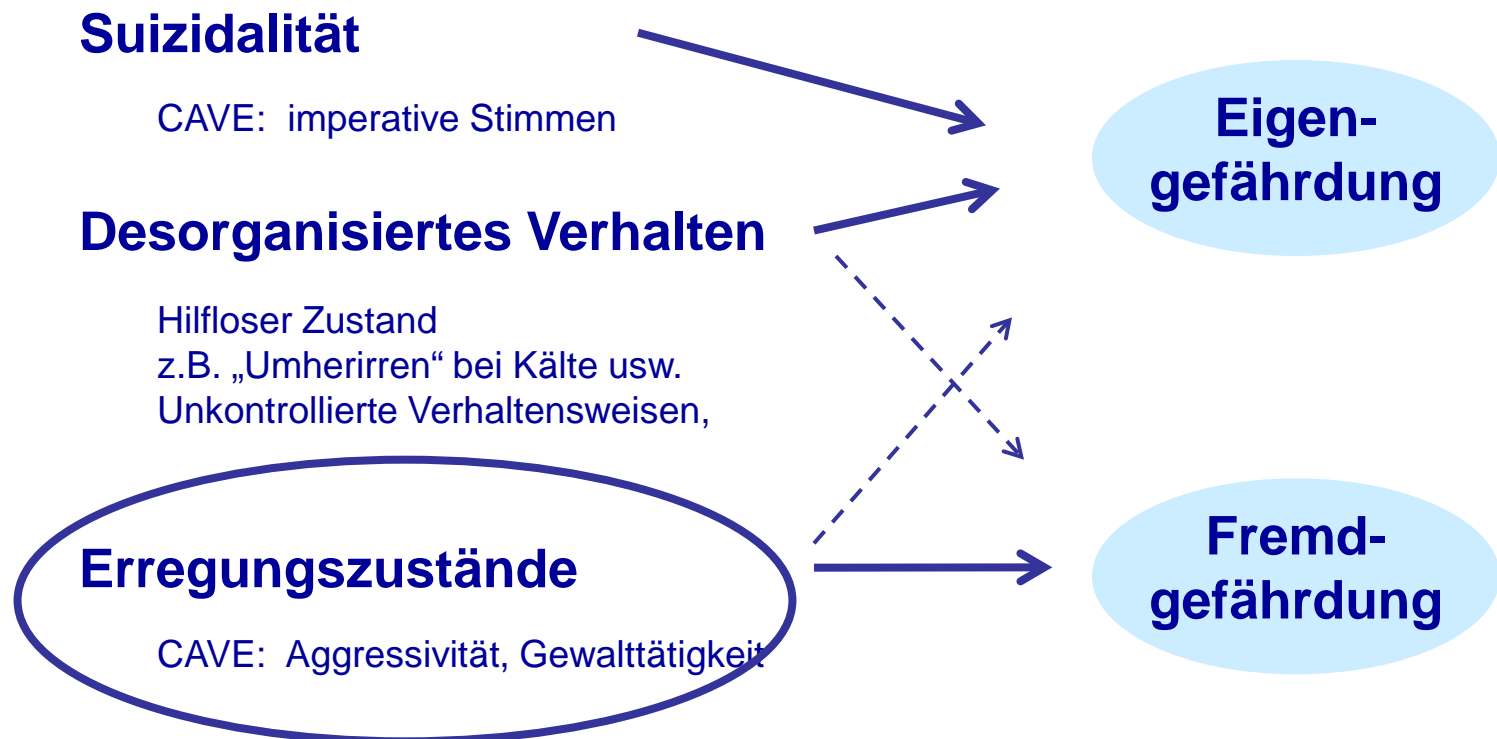 Suizidalität
CAVE:  imperative Stimmen
Desorganisiertes Verhalten
Hilfloser Zustand
z.B. „Umherirren“ bei Kälte usw.
Unkontrollierte Verhaltensweisen,
Erregungszustände
CAVE:  Aggressivität, Gewalttätigkeit
Eigen-
gefährdung
Fremd-
gefährdung